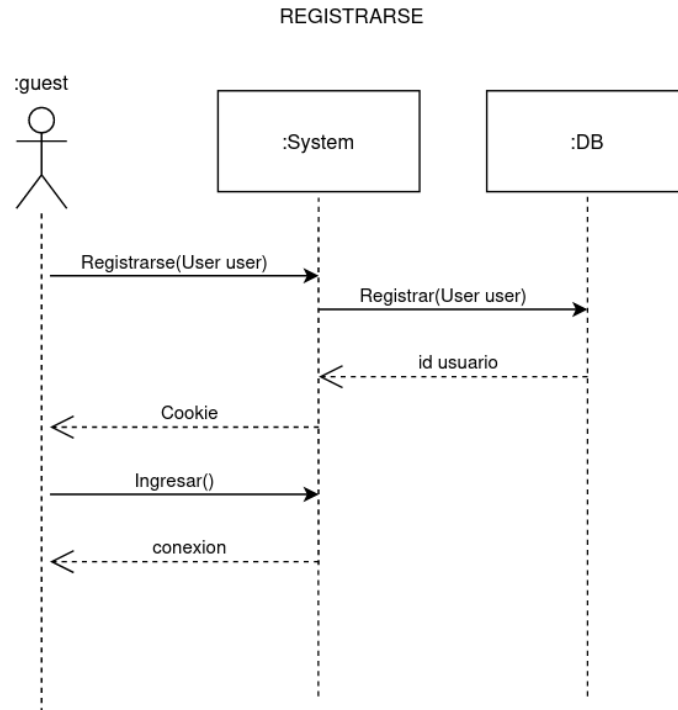 REGISTRARSE
:guest
:System
:DB
Registrarse(User user)
Registrar(User user)
id usuario
Cookie
Ingresar()
conexion